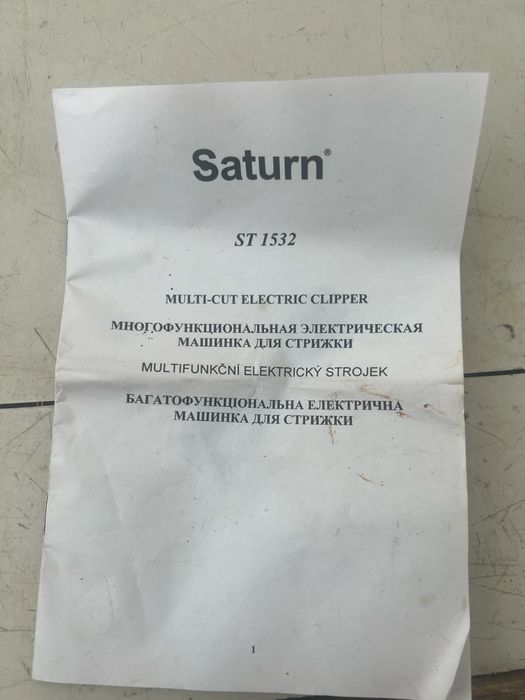 Saturn®
ST 1532
MULTI-CUT ELECTRIC CLIPPER
МНОГОФУНКЦИОНАЛЬНАЯ ЭЛЕКТРИЧЕСКАЯ
МАШИНКА ДЛЯ СТРИЖКИ
MULTIFUNKČNÍ ELEKTRICKÝ STROJEK
БАГАТОФУНКЦІОНАЛЬНА ЕЛЕКТРИЧНА
МАШИНКА ДЛЯ СТРИЖКИ
1